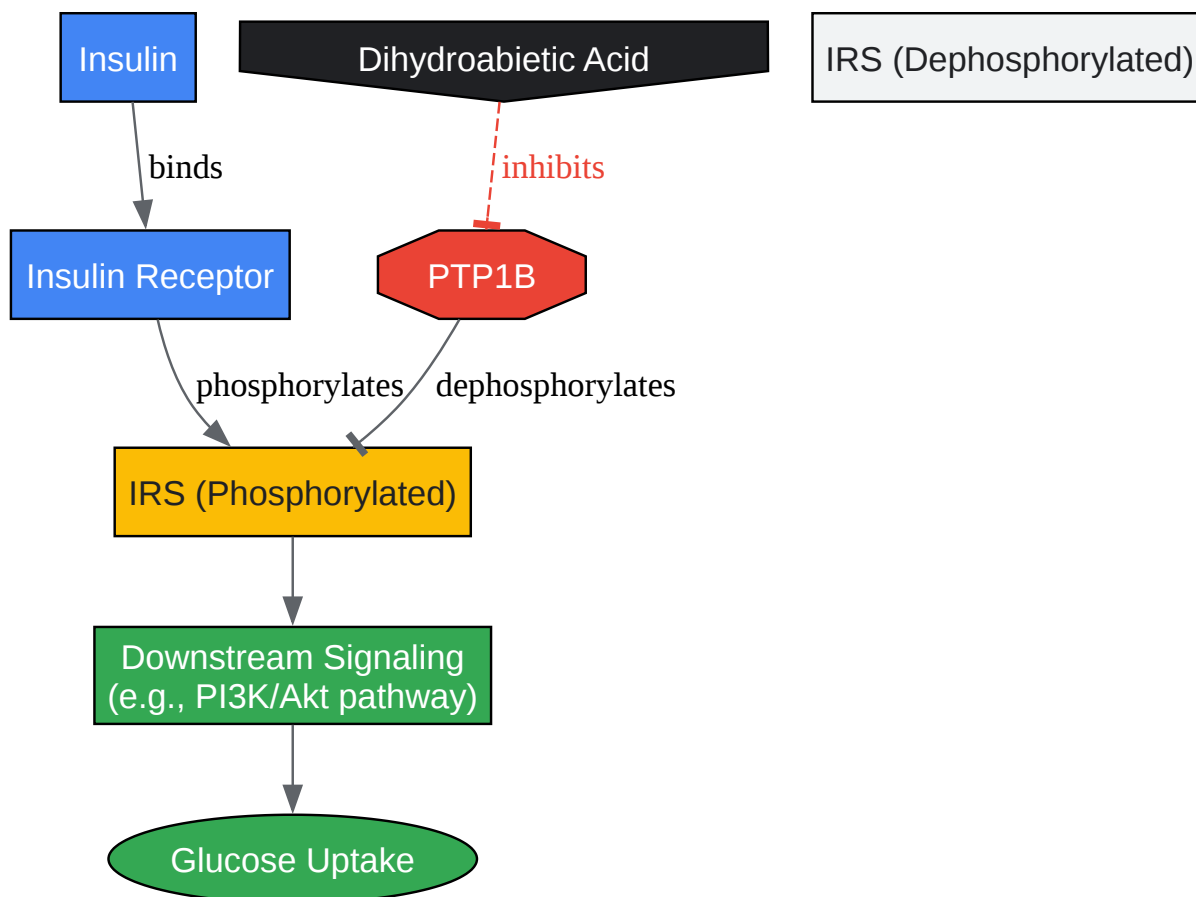 Insulin
Dihydroabietic Acid
IRS (Dephosphorylated)
binds
inhibits
Insulin Receptor
PTP1B
phosphorylates
dephosphorylates
IRS (Phosphorylated)
Downstream Signaling
(e.g., PI3K/Akt pathway)
Glucose Uptake